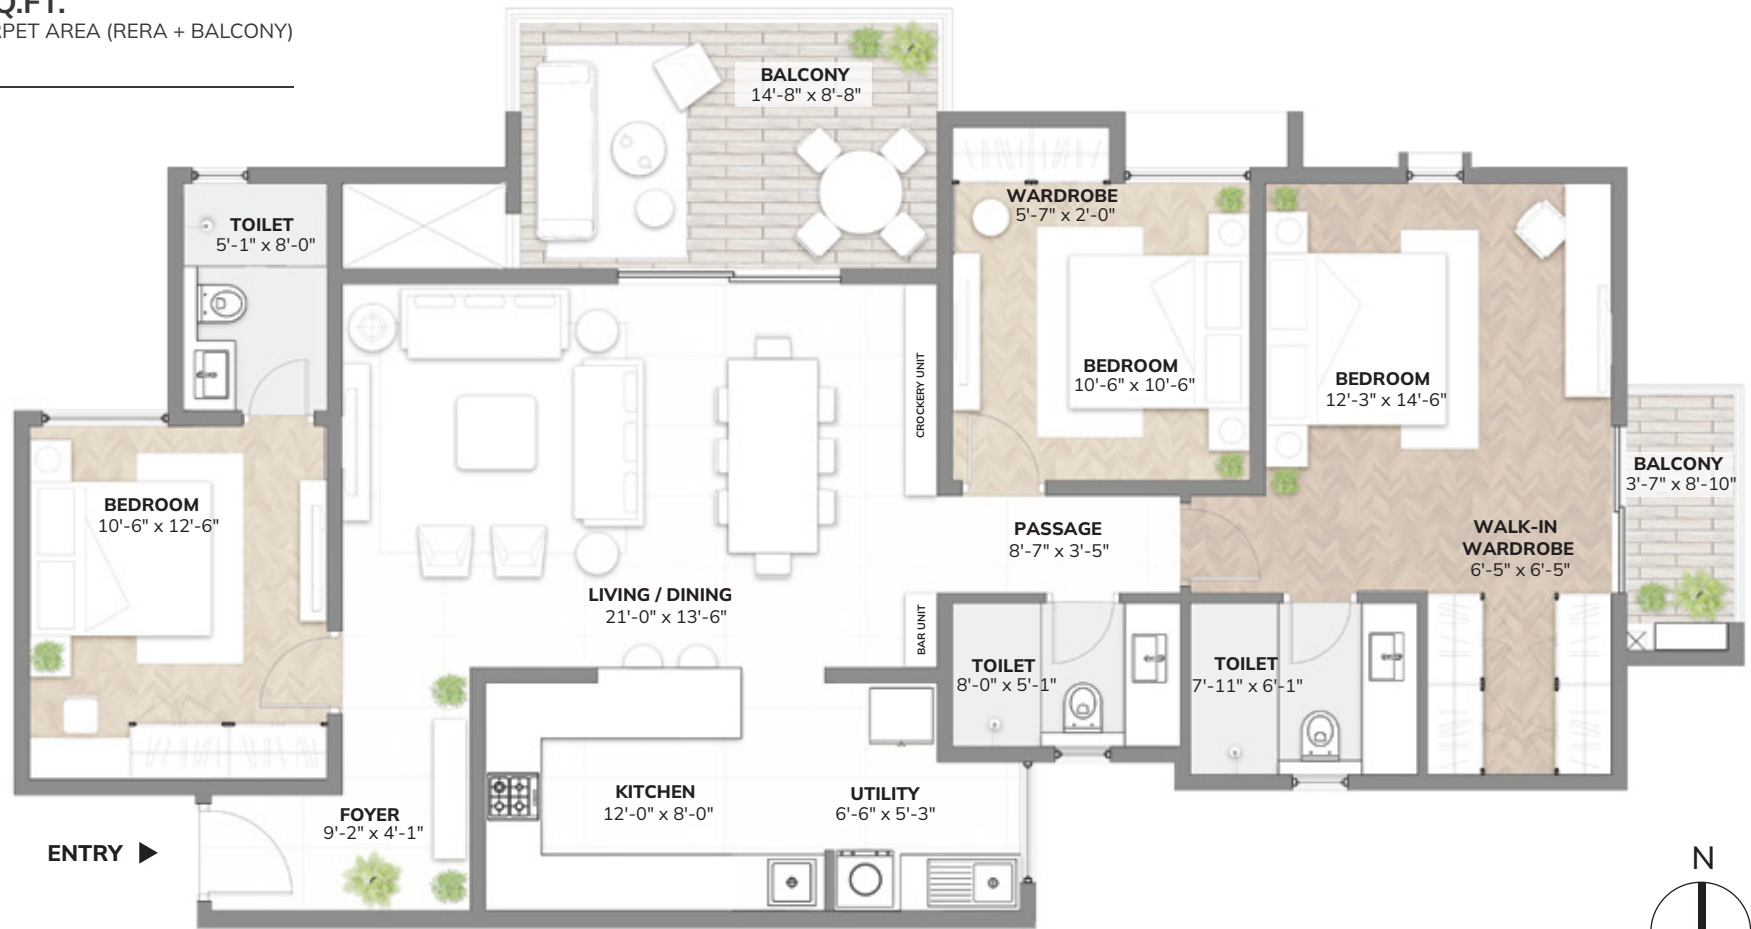 AREA (RERA + BALCONY)
BALCONY
14'-8" x 8'-8"
WARDROBE
5'-7" x 2'-0"
TOILET
5'-1" x 8'-0"
CROCKERY UNIT
BEDROOM
10'-6" x 10'-6"
BEDROOM
12'-3" x 14'-6"
BALCONY
3'-7" x 8'-10"
BEDROOM
10'-6" x 12'-6"
PASSAGE
8'-7" x 3'-5"
WALK-IN
WARDROBE
6'-5" x 6'-5"
LIVING / DINING
21'-0" x 13'-6"
BAR UNIT
TOILET
8'-0" x 5'-1"
TOILET
7'-11" x 6'-1"
KITCHEN
12'-0" x 8'-0"
UTILITY
6'-6" x 5'-3"
FOYER
9'-2" x 4'-1"
ENTRY
N